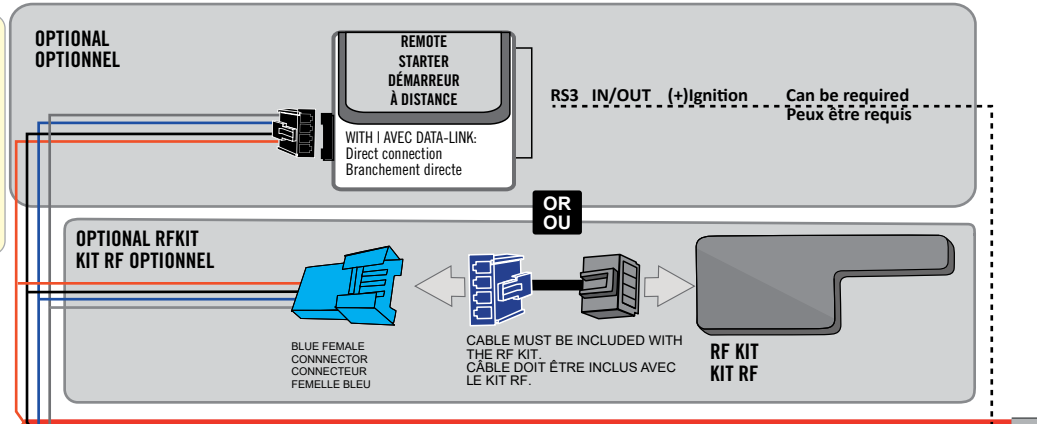 OPTIONAL
OPTIONNEL
REMOTE
STARTER
DÉMARREUR
À DISTANCE
WITH | AVEC DATA-LINK:
Direct connection
Branchement directe
RS3 IN/OUT (+)Ignition Can be required
Peux être requis
OR
OU
OPTIONAL RFKIT
KIT RF OPTIONNEL
BLUE FEMALE
CONNNECTOR
CONNECTEUR
FEMELLE BLEU
CABLE MUST BE INCLUDED WITH
THE RF KIT.
CÂBLE DOIT ÊTRE INCLUS AVEC
LE KIT RF.
RF KIT
KIT RF